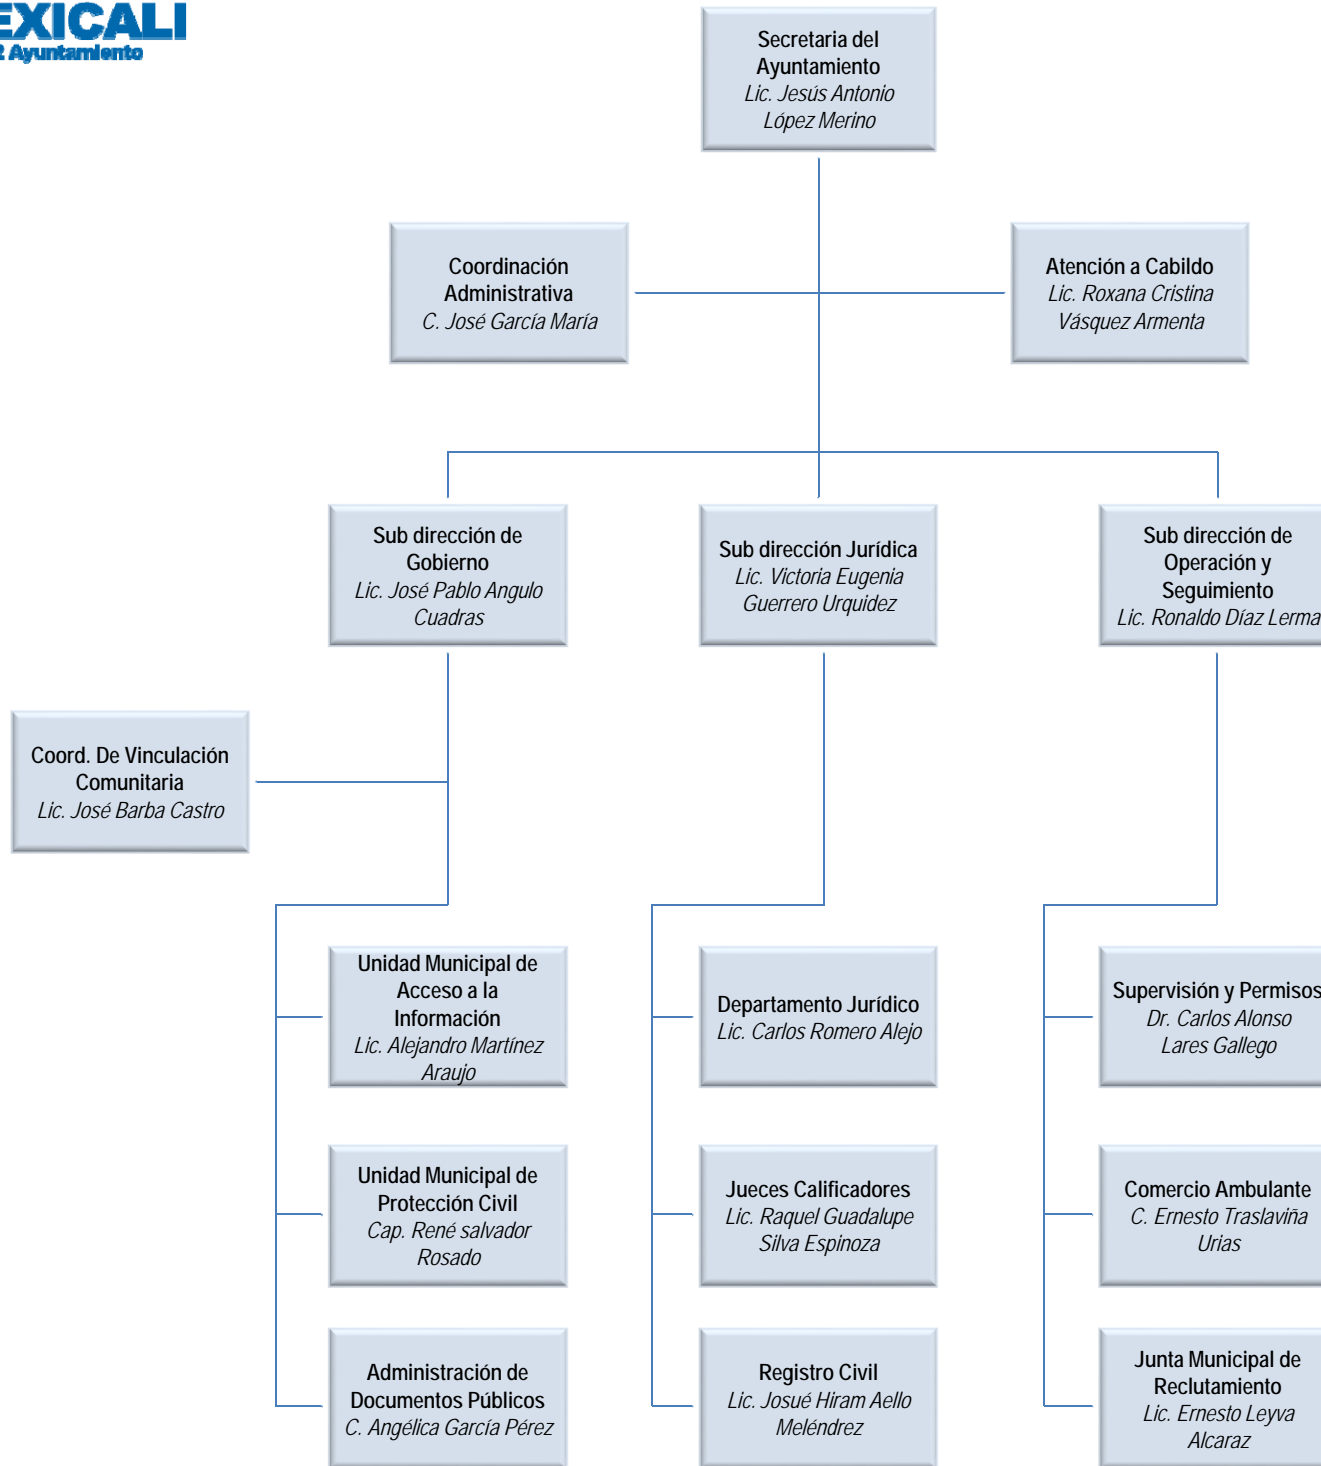 EXICALI
2 Ayuntamiento
Secretaria del
Ayuntamiento
Lic. Jesús Antonio
López Merino
Coordinación
Administrativa
C. José García María
Atención a Cabildo
Lic. Roxana Cristina
Vásquez Armenta
Sub dirección de
Gobierno
Lic. José Pablo Angulo
Cuadras
Sub dirección Jurídica
Lic. Victoria Eugenia
Guerrero Urquidez
Sub dirección de
Operación y
Seguimiento
Lic. Ronaldo Díaz Lerma
Coord. De Vinculación
Comunitaria
Lic. José Barba Castro
Unidad Municipal de
Acceso a la
Información
Lic. Alejandro Martínez
Araujo
Departamento Jurídico
Lic. Carlos Romero Alejo
Supervisión y Permisos
Dr. Carlos Alonso
Lares Gallego
Unidad Municipal de
Protección Civil
Cap. René salvador
Rosado
Jueces Calificadores
Lic. Raquel Guadalupe
Silva Espinoza
Comercio Ambulante
C. Ernesto Traslaviña
Urias
Administración de
Documentos Públicos
C. Angélica García Pérez
Registro Civil
Lic. Josué Hiram Aello
Meléndrez
Junta Municipal de
Reclutamiento
Lic. Ernesto Leyva
Alcaraz